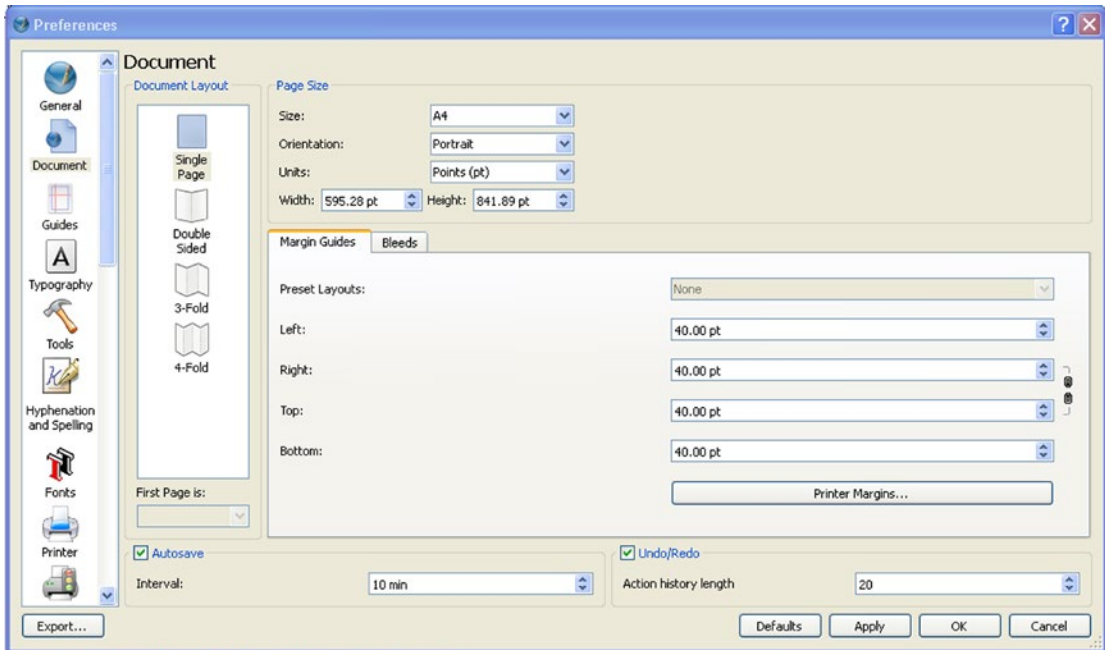 Preferences
General
Document
Guides
A
Typography
Tools
Hyphenation
and Spelling
Fonts
Printer
Document
Document Layout
Single
Page
Double
Sided
3-Fold
4-Fold
First Page is:
Page Size
Size: A4
Orientation: Portrait
Units: Points (pt)
Width: 595.28 pt Height: 841.89 pt
Margin Guides Bleeds
Preset Layouts: None
Left: 40.00 pt
Right: 40.00 pt
Top: 40.00 pt
Bottom: 40.00 pt
Printer Margins...
Autosave
Interval: 10 min
Undo/Redo
Action history length 20
Export... Defaults Apply OK Cancel